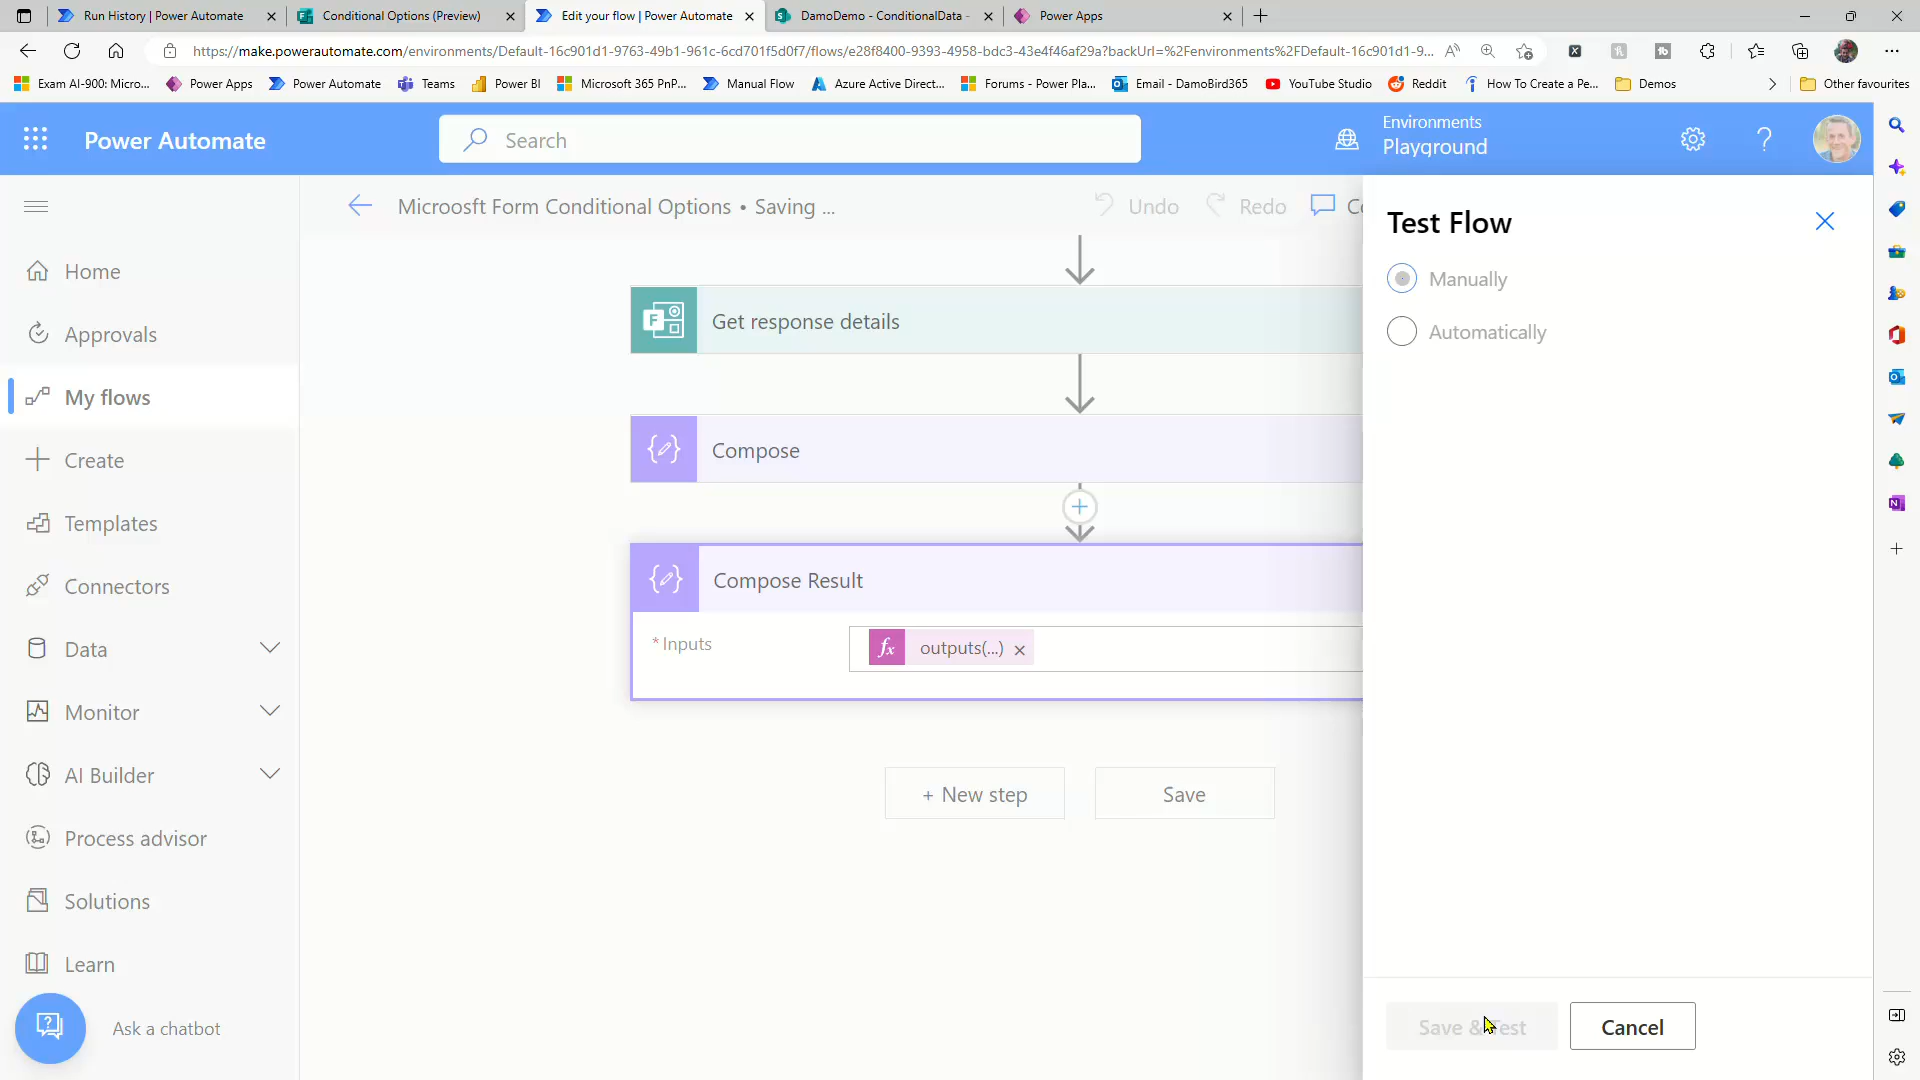 Run History | Power Automate
Conditional Options (Preview)
Edit your flow | Power Automate
DamoDemo - ConditionalData -
Power Apps
https://make.powerautomate.com/environments/Default-16c901d1-9763-49b1-961c-6cd701f5d0f7/flows/e28f8400-9393-4958-bdc3-43e4f46af29a?backUrl=%2Fenvironments%2FDefault-16c901d1-9...
Exam AI-900: Micro...
Power Apps
Power Automate
Teams
Power BI
Microsoft 365 PnP...
Manual Flow
Azure Active Direct...
Forums - Power Pla...
Email - DamoBird365
YouTube Studio
Reddit
How To Create a Pe...
Demos
Other favourites
Power Automate
Search
Environments
Playground
Microosft Form Conditional Options • Saving ...
Undo
Redo
Test Flow
Manually
Automatically
Home
Approvals
My flows
Create
Templates
Connectors
Data
Monitor
AI Builder
Process advisor
Solutions
Learn
Ask a chatbot
Get response details
Compose
Compose Result
* Inputs
fx outputs(...) ×
+ New step
Save
Save & Test
Cancel